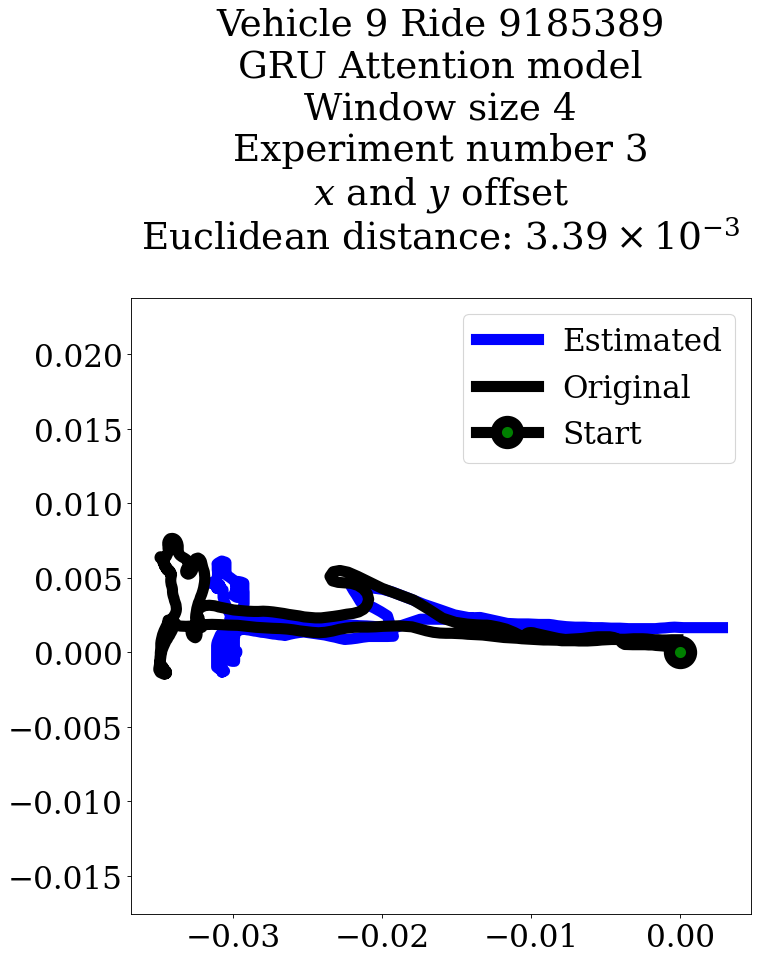 Vehicle 9 Ride 9185389
GRU Attention model
Window size 4
Experiment number 3
x and y offset
Euclidean distance: 3.39 × 10⁻³
Estimated
Original
Start
0.020
0.015
0.010
0.005
0.000
−0.005
−0.010
−0.015
−0.03
−0.02
−0.01
0.00